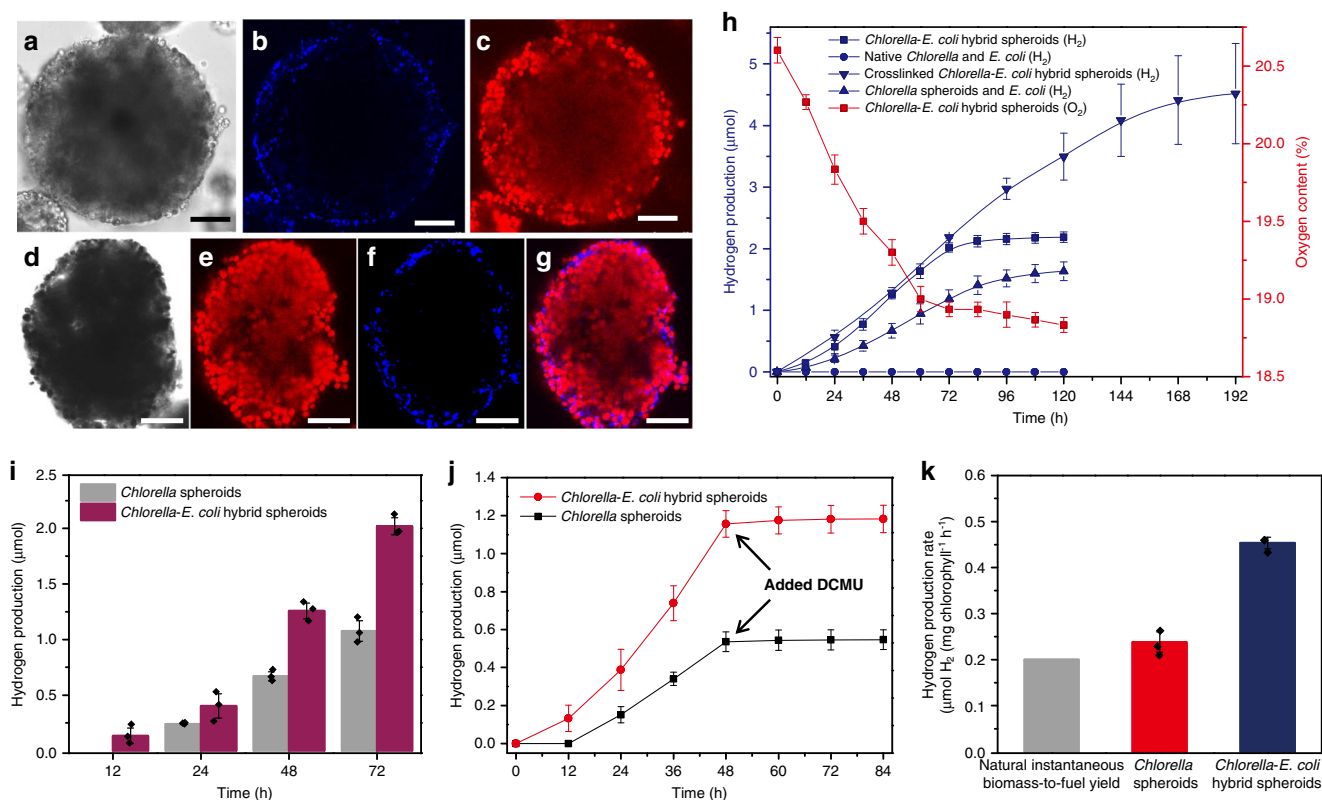 a
b
c
d
e
f
g
h
Chlorella-E. coli hybrid spheroids (H₂)
Native Chlorella and E. coli (H₂)
Crosslinked Chlorella-E. coli hybrid spheroids (H₂)
Chlorella spheroids and E. coli (H₂)
Chlorella-E. coli hybrid spheroids (O₂)
Hydrogen production (μmol)
5
4
3
2
1
0
Oxygen content (%)
20.5
20.0
19.5
19.0
18.5
0 24 48 72 96 120 144 168 192
Time (h)
i
Chlorella spheroids
Chlorella-E. coli hybrid spheroids
Hydrogen production (μmol)
2.5
2.0
1.5
1.0
0.5
0.0
12 24 48 72
Time (h)
j
Chlorella-E. coli hybrid spheroids
Chlorella spheroids
Added DCMU
Hydrogen production (μmol)
1.4
1.2
1.0
0.8
0.6
0.4
0.2
0.0
0 12 24 36 48 60 72 84
Time (h)
k
Hydrogen production rate
(μmol H₂ (mg chlorophyll⁻¹ h⁻¹)
0.6
0.5
0.4
0.3
0.2
0.1
0.0
Natural instantaneous
biomass-to-fuel yield
Chlorella
spheroids
Chlorella-E. coli
hybrid spheroids